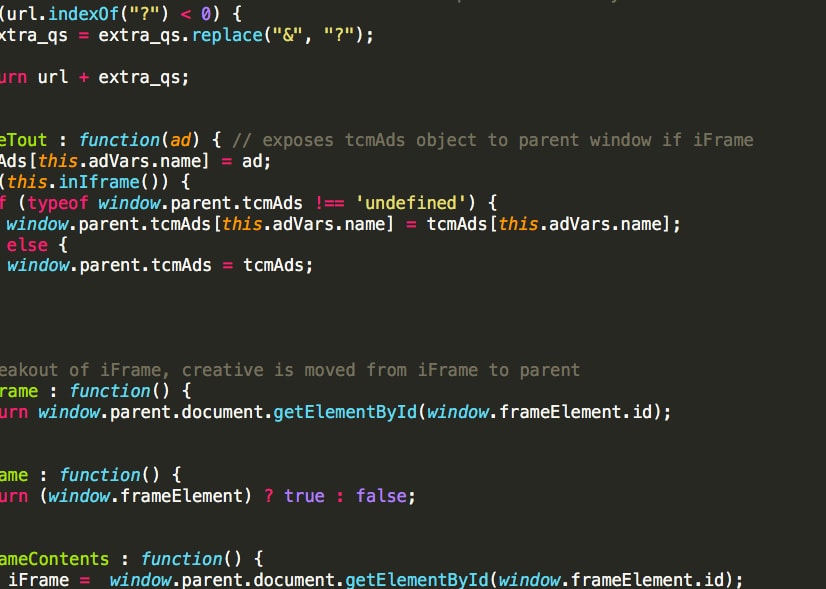 (url.indexOf("?") < 0) {
xtra_qs = extra_qs.replace("&", "?");
urn url + extra_qs;
eTout : function(ad) { // exposes tcmAds object to parent window if iFrame
Ads[this.adVars.name] = ad;
(this.inIframe()) {
f (typeof window.parent.tcmAds !== 'undefined') {
window.parent.tcmAds[this.adVars.name] = tcmAds[this.adVars.name];
else {
window.parent.tcmAds = tcmAds;
eakout of iFrame, creative is moved from iFrame to parent
rame : function() {
urn window.parent.document.getElementById(window.frameElement.id);
ame : function() {
urn (window.frameElement) ? true : false;
ameContents : function() {
iFrame =  window.parent.document.getElementById(window.frameElement.id);